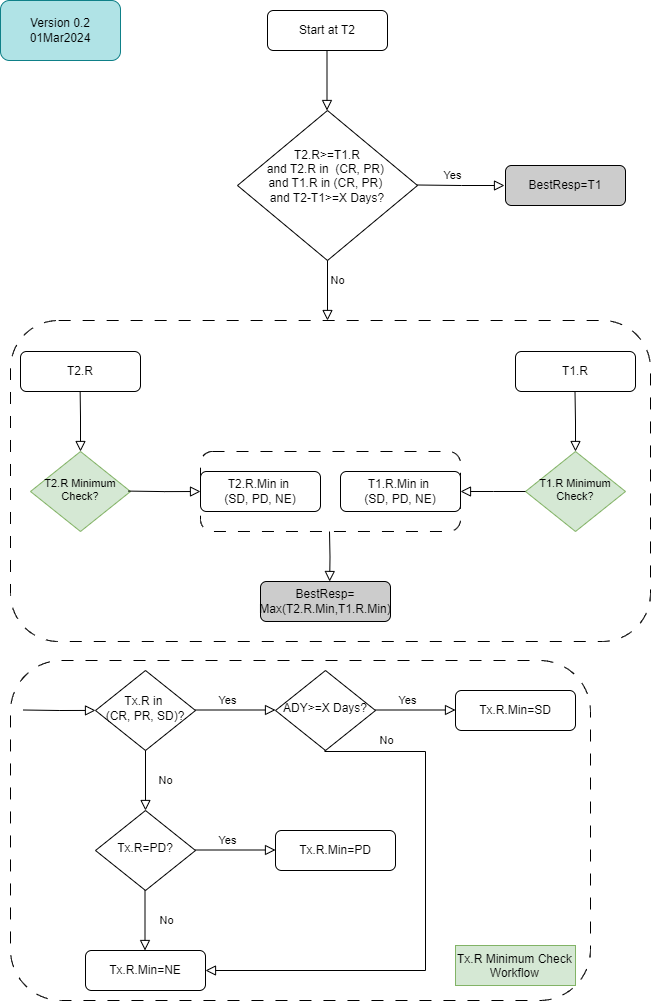 Version 0.2
01Mar2024
Start at T2
T2.R>=T1.R
and T2.R in (CR, PR)
and T1.R in (CR, PR)
and T2-T1>=X Days?
Yes
BestResp=T1
No
T2.R
T1.R
T2.R Minimum
Check?
T2.R.Min in
(SD, PD, NE)
T1.R.Min in
(SD, PD, NE)
T1.R Minimum
Check?
BestResp=
Max(T2.R.Min,T1.R.Min)
Tx.R in
(CR, PR, SD)?
Yes
ADY>=X Days?
Yes
Tx.R.Min=SD
No
No
Tx.R=PD?
Yes
Tx.R.Min=PD
No
Tx.R.Min=NE
Tx.R Minimum Check
Workflow